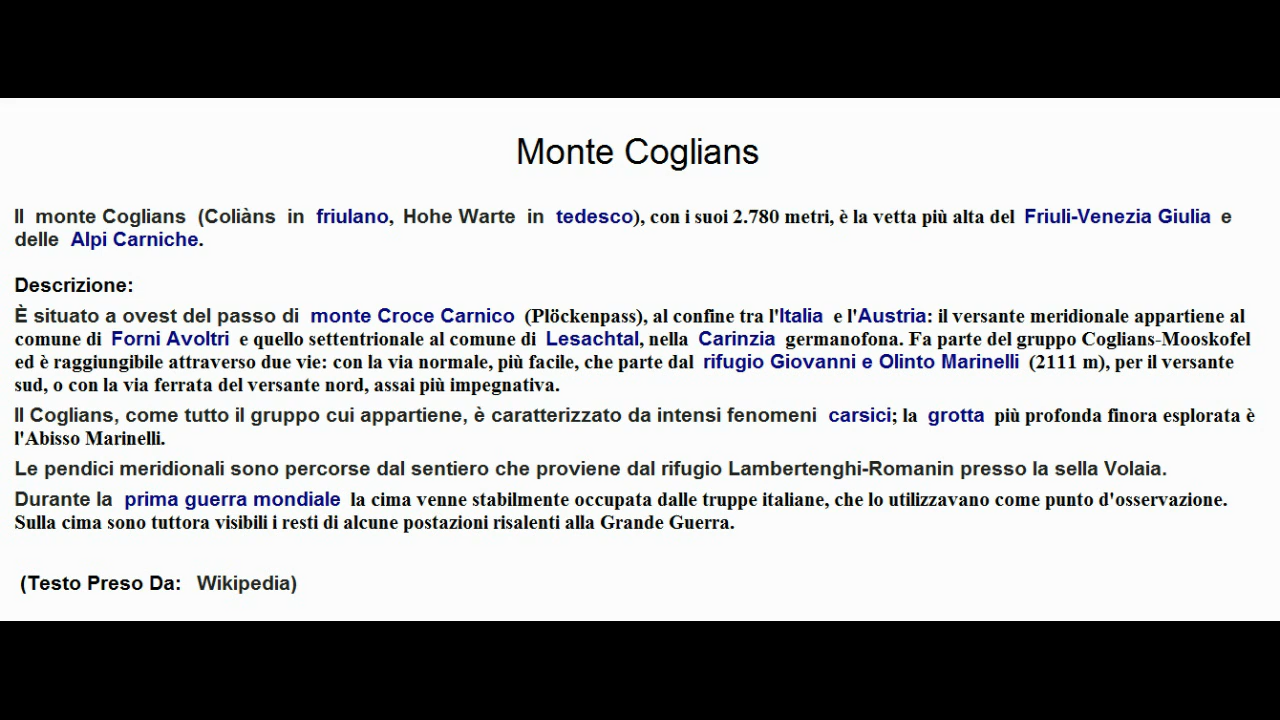 Monte Coglians
Il monte Coglians (Coliàns in friulano, Hohe Warte in tedesco), con i suoi 2.780 metri, è la vetta più alta del Friuli-Venezia Giulia e
delle Alpi Carniche.
Descrizione:
È situato a ovest del passo di monte Croce Carnico (Plöckenpass), al confine tra l'Italia e l'Austria: il versante meridionale appartiene al
comune di Forni Avoltri e quello settentrionale al comune di Lesachtal, nella Carinzia germanofona. Fa parte del gruppo Coglians-Mooskofel
ed è raggiungibile attraverso due vie: con la via normale, più facile, che parte dal rifugio Giovanni e Olinto Marinelli (2111 m), per il versante
sud, o con la via ferrata del versante nord, assai più impegnativa.
Il Coglians, come tutto il gruppo cui appartiene, è caratterizzato da intensi fenomeni carsici; la grotta più profonda finora esplorata è
l'Abisso Marinelli.
Le pendici meridionali sono percorse dal sentiero che proviene dal rifugio Lambertenghi-Romanin presso la sella Volaia.
Durante la prima guerra mondiale la cima venne stabilmente occupata dalle truppe italiane, che lo utilizzavano come punto d'osservazione.
Sulla cima sono tuttora visibili i resti di alcune postazioni risalenti alla Grande Guerra.
(Testo Preso Da: Wikipedia)